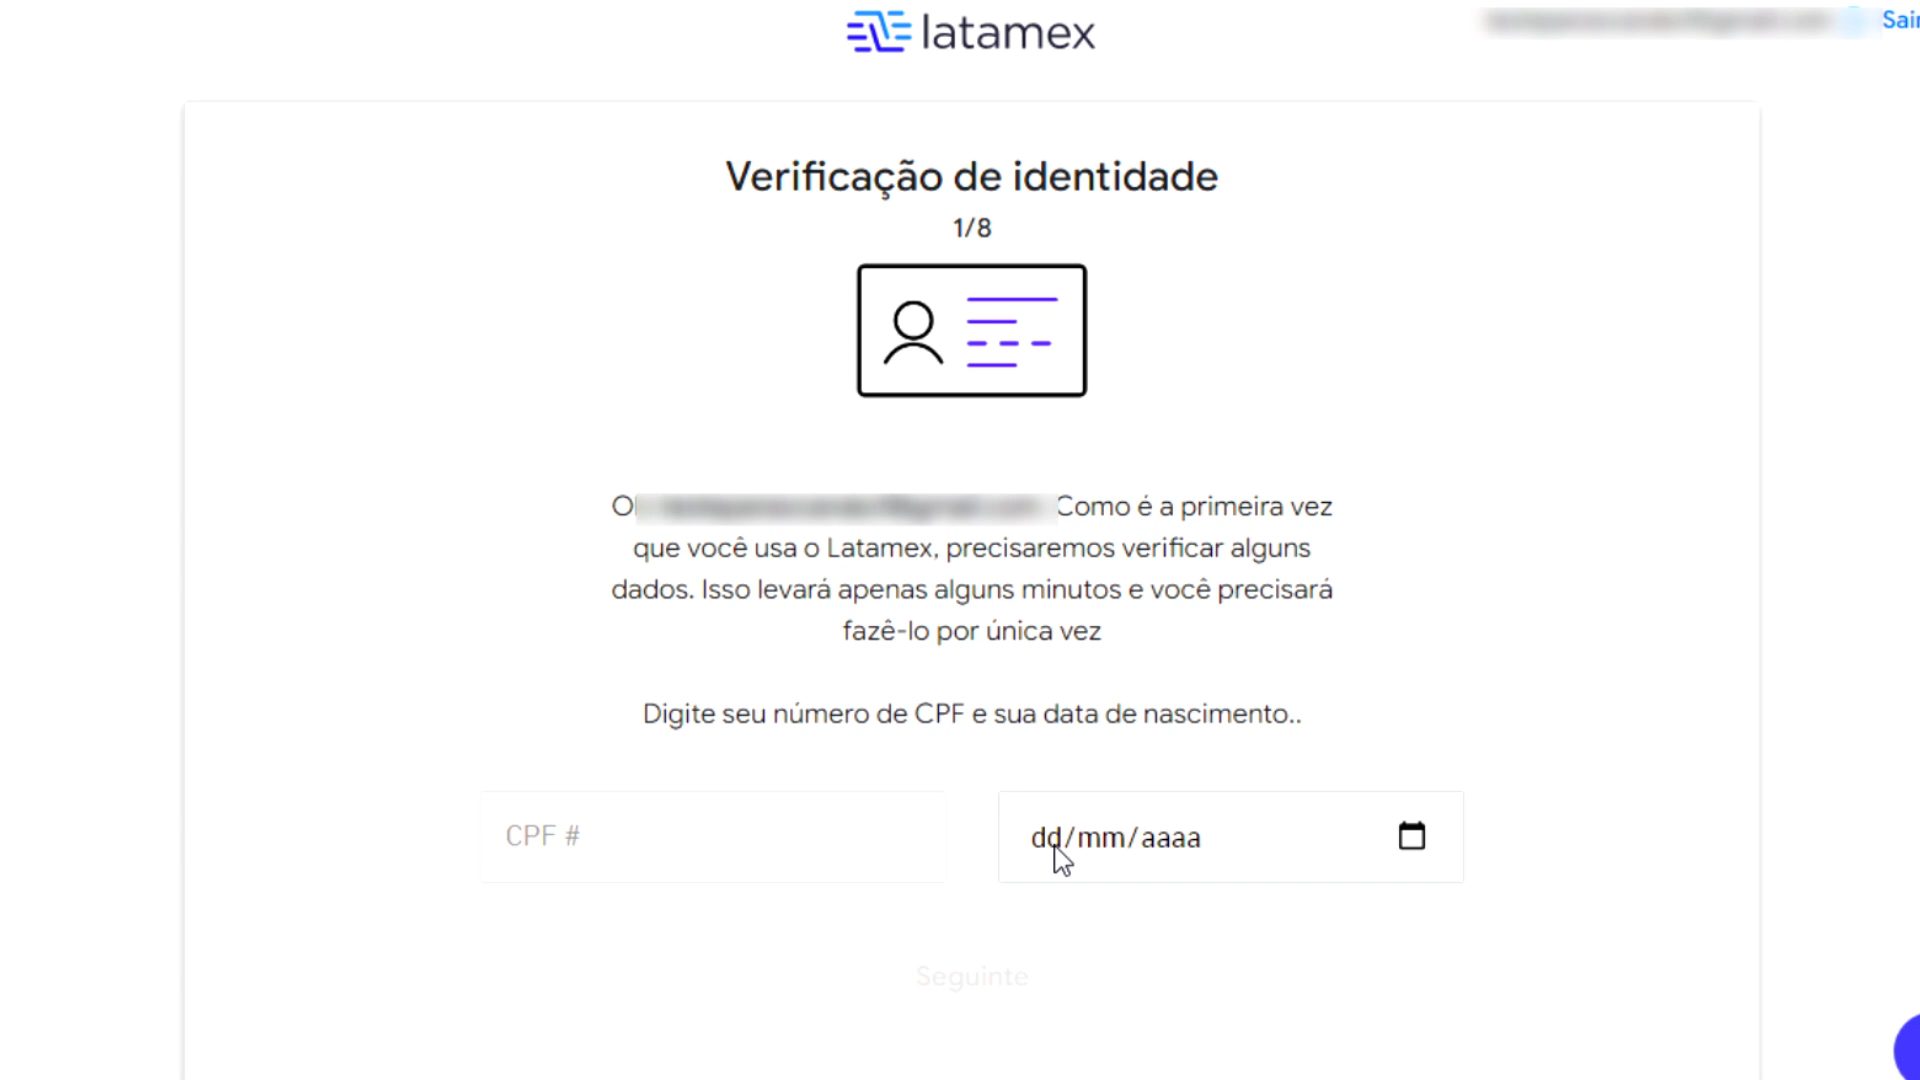 latamex
Sair
Verificação de identidade
1/8
Como é a primeira vez
que você usa o Latamex, precisaremos verificar alguns
dados. Isso levará apenas alguns minutos e você precisará
fazê-lo por única vez
Digite seu número de CPF e sua data de nascimento..
CPF #
dd/mm/aaaa
Seguinte